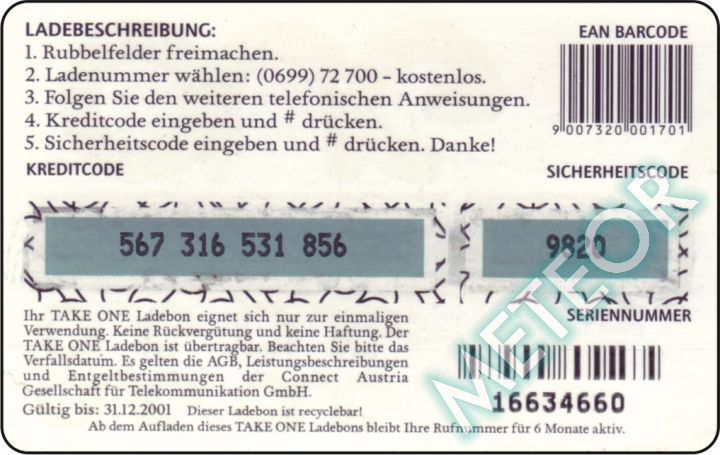 LADEBESCHREIBUNG:
EAN BARCODE
1. Rubbelfelder freimachen.
2. Ladenummer wählen: (0699) 72 700 – kostenlos.
3. Folgen Sie den weiteren telefonischen Anweisungen.
4. Kreditcode eingeben und # drücken.
5. Sicherheitscode eingeben und # drücken. Danke!
9 007320 001701
KREDITCODE
SICHERHEITSCODE
567 316 531 856
9820
Ihr TAKE ONE Ladebon eignet sich nur zur einmaligen
Verwendung. Keine Rückvergütung und keine Haftung. Der
TAKE ONE Ladebon ist übertragbar. Beachten Sie bitte das
Verfallsdatum. Es gelten die AGB, Leistungsbeschreibungen
und Entgeltbestimmungen der Connect Austria
Gesellschaft für Telekommunikation GmbH.
Gültig bis: 31.12.2001 Dieser Ladebon ist recyclebar!
SERIENNUMMER
16634660
Ab dem Aufladen dieses TAKE ONE Ladebons bleibt Ihre Rufnummer für 6 Monate aktiv.
METEOR